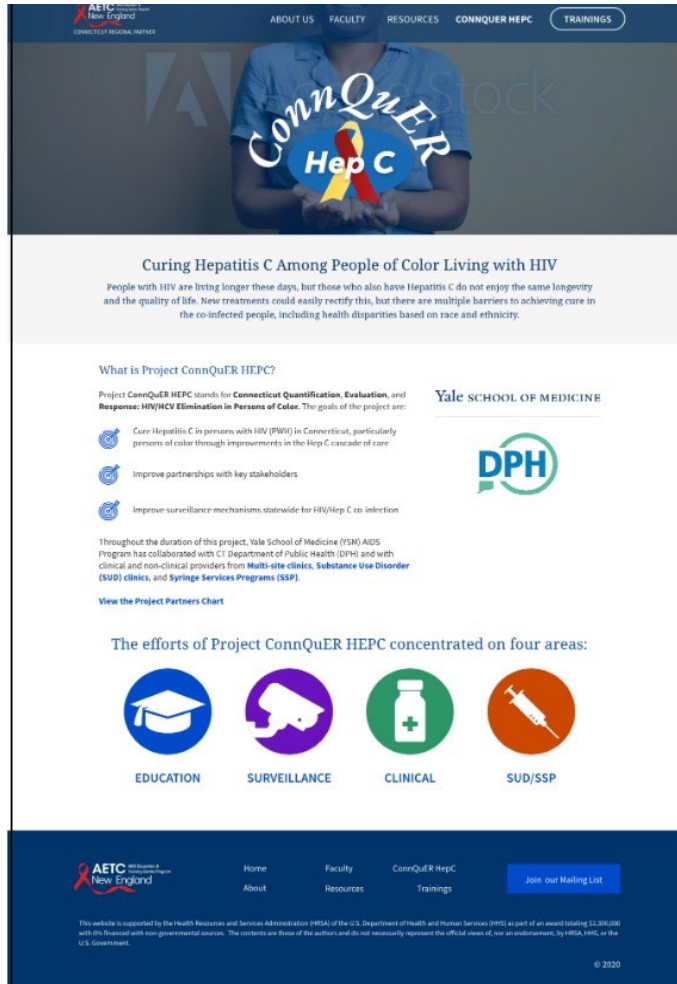 AETC AIDS Education &
Training Center Program
New England
CONNECTICUT REGIONAL PARTNER
ABOUT US FACULTY RESOURCES CONNQUER HEPC TRAININGS
Stock
ConnQuER
Hep C
Curing Hepatitis C Among People of Color Living with HIV
People with HIV are living longer these days, but those who also have Hepatitis C do not enjoy the same longevity
and the quality of life. New treatments could easily rectify this, but there are multiple barriers to achieving cure in
the co-infected people, including health disparities based on race and ethnicity.
What is Project ConnQuER HEPC?
Project ConnQuER HEPC stands for Connecticut Quantification, Evaluation, and
Response: HIV/HCV Elimination in Persons of Color. The goals of the project are:
Cure Hepatitis C in persons with HIV (PWH) in Connecticut, particularly
persons of color through improvements in the Hep C cascade of care
Improve partnerships with key stakeholders
Improve surveillance mechanisms statewide for HIV/Hep C co-infection
Throughout the duration of this project, Yale School of Medicine (YSM) AIDS
Program has collaborated with CT Department of Public Health (DPH) and with
clinical and non-clinical providers from Multi-site clinics, Substance Use Disorder
(SUD) clinics, and Syringe Services Programs (SSP).
View the Project Partners Chart
Yale SCHOOL OF MEDICINE
DPH
The efforts of Project ConnQuER HEPC concentrated on four areas:
EDUCATION SURVEILLANCE CLINICAL SUD/SSP
AETC AIDS Education &
Training Center Program
New England
Home Faculty ConnQuER HepC
About Resources Trainings
Join our Mailing List
This website is supported by the Health Resources and Services Administration (HRSA) of the U.S. Department of Health and Human Services (HHS) as part of an award totaling $2,300,000
with 0% financed with non-governmental sources. The contents are those of the authors and do not necessarily represent the official views of, nor an endorsement, by HRSA, HHS, or the
U.S. Government.
© 2020